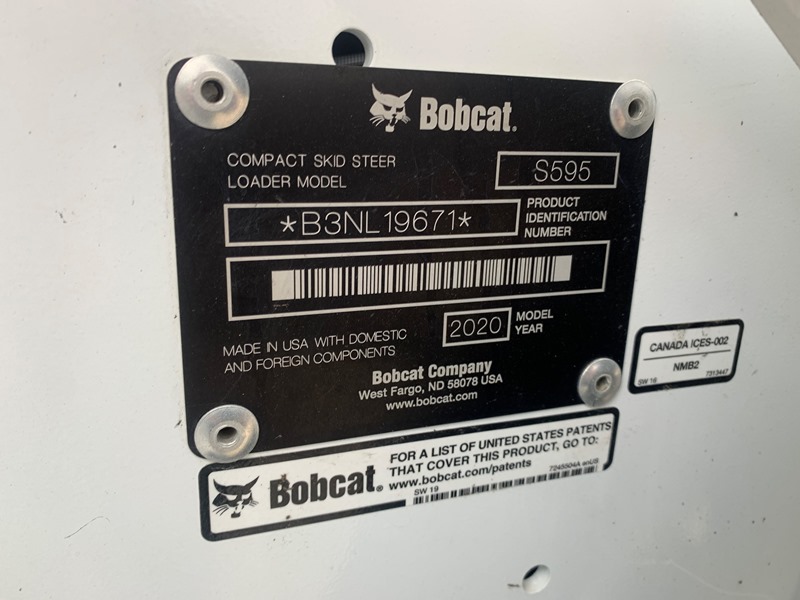 Bobcat.
COMPACT SKID STEER
LOADER MODEL
S595
*B3NL19671*
PRODUCT
IDENTIFICATION
NUMBER
MADE IN USA WITH DOMESTIC
AND FOREIGN COMPONENTS
2020
MODEL
YEAR
Bobcat Company
West Fargo, ND 58078 USA
www.bobcat.com
CANADA ICES-002
NMB2
SW 19
7313447
Bobcat.
FOR A LIST OF UNITED STATES PATENTS
THAT COVER THIS PRODUCT, GO TO:
www.bobcat.com/patents
7245504A enUS
SW 19